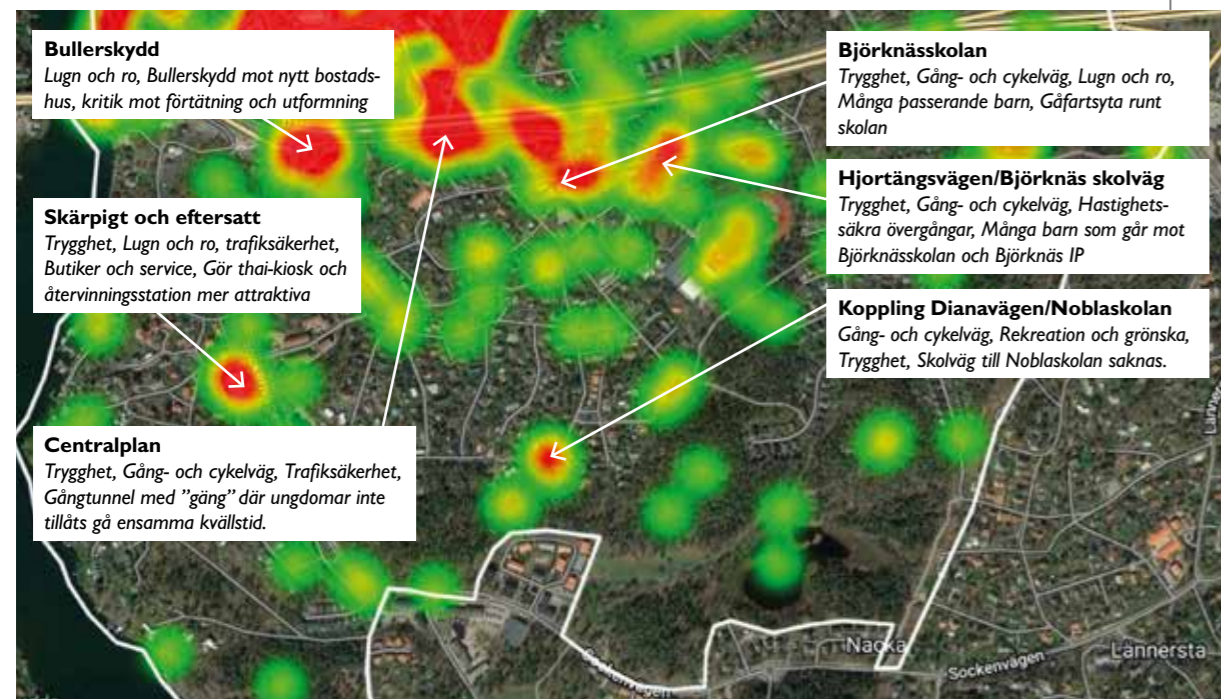 Bullerskydd
Lugn och ro, Bullerskydd mot nytt bostads-
hus, kritik mot förtätning och utformning
Skärpigt och eftersatt
Trygghet, Lugn och ro, trafiksäkerhet,
Butiker och service, Gör thai-kiosk och
återvinningsstation mer attraktiva
Centralplan
Trygghet, Gång- och cykelväg, Trafiksäkerhet,
Gångtunnel med ”gäng” där ungdomar inte
tillåts gå ensamma kvällstid.
Björknässkolan
Trygghet, Gång- och cykelväg, Lugn och ro,
Många passerande barn, Gåfartsyta runt
skolan
Hjortängsvägen/Björknäs skolväg
Trygghet, Gång- och cykelväg, Hastighets-
säkra övergångar, Många barn som går mot
Björknässkolan och Björknäs IP
Koppling Dianavägen/Noblaskolan
Gång- och cykelväg, Rekreation och grönska,
Trygghet, Skolväg till Noblaskolan saknas.
Nacka
Sockenvägen
Sockenvägen
Lännersta